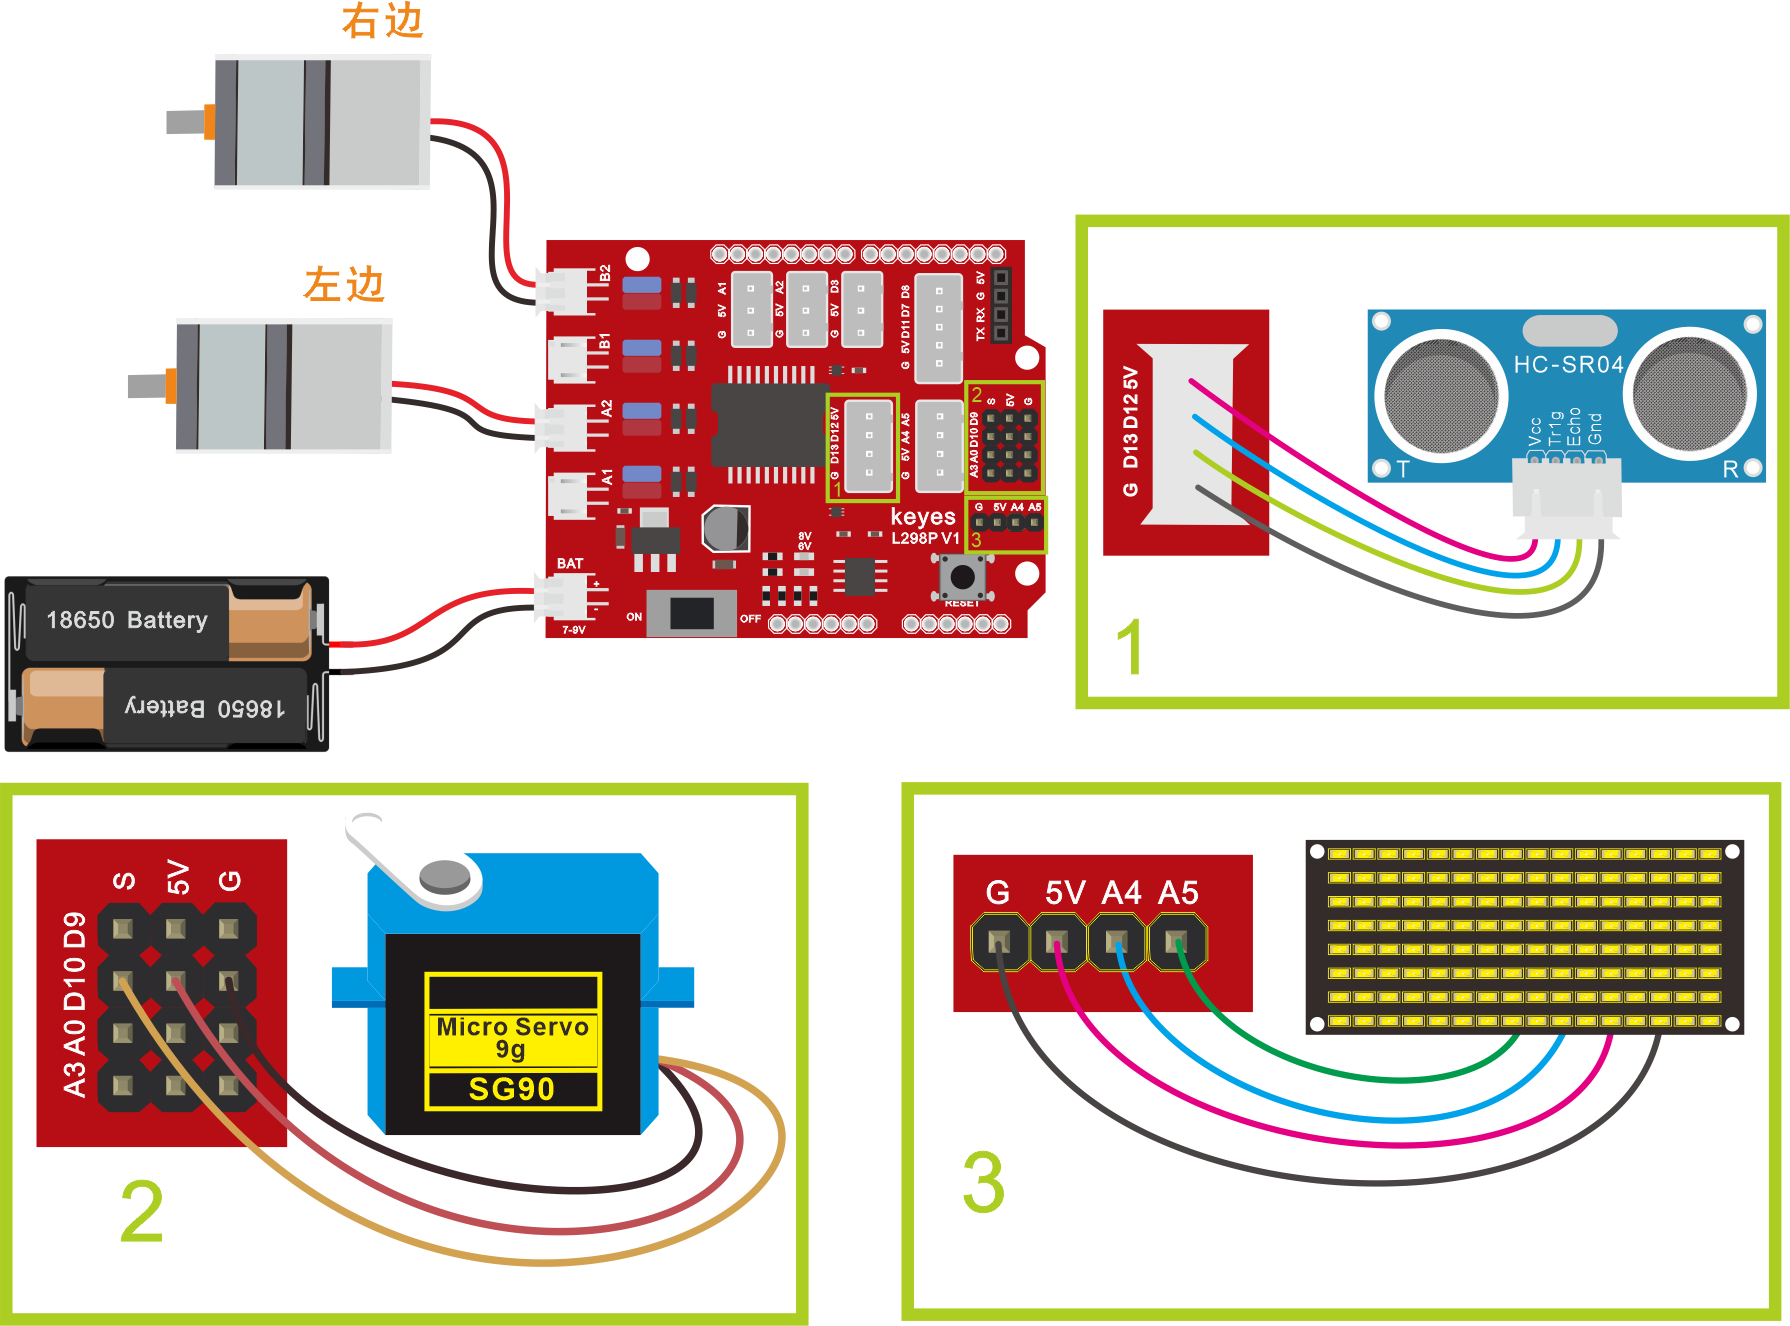 右边
左边
B2
B1
A2
A1
BAT
+
-
7-9V
ON
OFF
A1
5V
G
A2
5V
G
D3
5V
G
G 5V D11 D7 D8
5V
G
RX
TX
G D13 D12 5V
1
G 5V A4 A5
2
S 5V G
A3 A0 D10 D9
G 5V A4 A5
3
keyes
L298P V1
8V
6V
RESET
18650 Battery
18650 Battery
G D13 D12 5V
HC-SR04
Vcc
Tr1g
Echo
Gnd
T
R
1
S 5V G
A3 A0 D10 D9
Micro Servo
9g
SG90
2
G 5V A4 A5
3